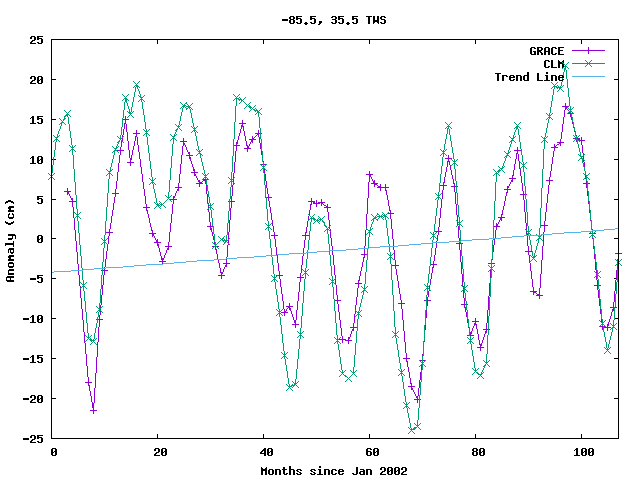 -85.5, 35.5 TWS
GRACE
CLM
Trend Line
25
20
15
10
5
0
-5
-10
-15
-20
-25
Anomaly (cm)
0 20 40 60 80 100
Months since Jan 2002